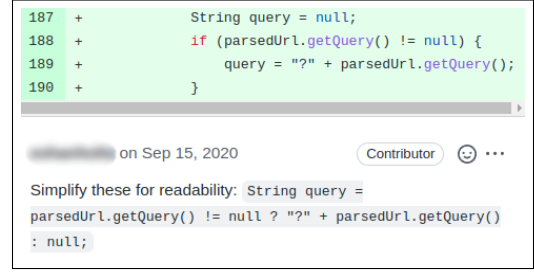 187 + String query = null;
188 + if (parsedUrl.getQuery() != null) {
189 + query = "?" + parsedUrl.getQuery();
190 + }
on Sep 15, 2020 Contributor
Simplify these for readability: String query =
parsedUrl.getQuery() != null ? "?" + parsedUrl.getQuery()
: null;